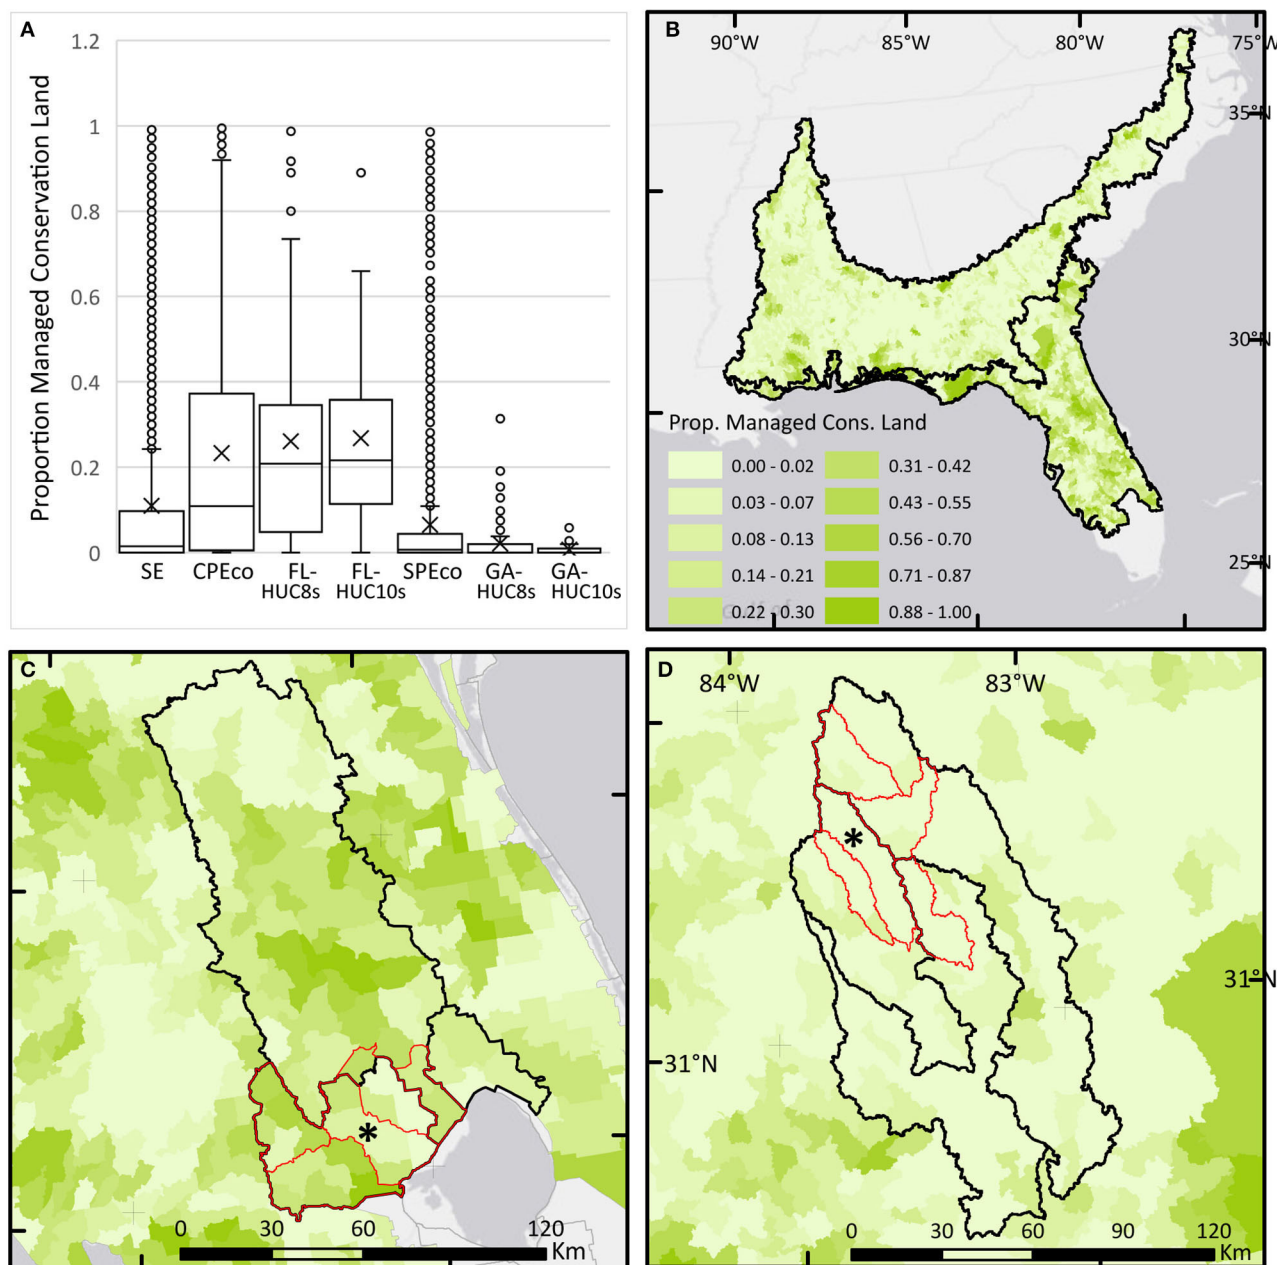 A
Proportion Managed Conservation Land
1.2
1
0.8
0.6
0.4
0.2
0
SE
CPEco
FL-
HUC8s
FL-
HUC10s
SPEco
GA-
HUC8s
GA-
HUC10s
B
90°W
85°W
80°W
75°W
35°N
30°N
25°N
Prop. Managed Cons. Land
0.00 - 0.02
0.31 - 0.42
0.03 - 0.07
0.43 - 0.55
0.08 - 0.13
0.56 - 0.70
0.14 - 0.21
0.71 - 0.87
0.22 - 0.30
0.88 - 1.00
C
*
0 30 60 120
Km
D
84°W
83°W
*
31°N
31°N
0 30 60 90 120
Km